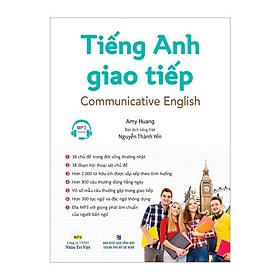 Tiếng Anh
giao tiếp
Communicative English
Amy Huang
Bản dịch tiếng Việt
Nguyễn Thành Yến
MP3
38 chủ đề trong đời sống thường nhật
38 đoạn hội thoại sát chủ đề
Hơn 2.000 từ hữu ích được sắp xếp theo tình huống
Hơn 800 câu thường dùng hằng ngày
Vô số mẫu câu thường gặp trong giao tiếp
Hơn 300 tục ngữ và đặc ngữ thông dụng
Đĩa MP3 với giọng phát âm chuẩn
của người bản ngữ
NTV
Công ty TNHH
Nhân Trí Việt
NHÀ XUẤT BẢN TỔNG HỢP
THÀNH PHỐ HỒ CHÍ MINH